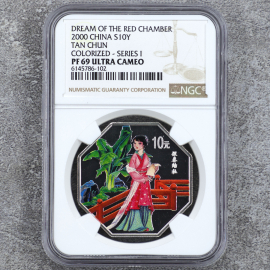 DREAM OF THE RED CHAMBER
2000 CHINA S10Y
TAN CHUN
COLORIZED - SERIES I
PF 69 ULTRA CAMEO
6145786-102
NUMISMATIC GUARANTY CORPORATION
NGC
10元